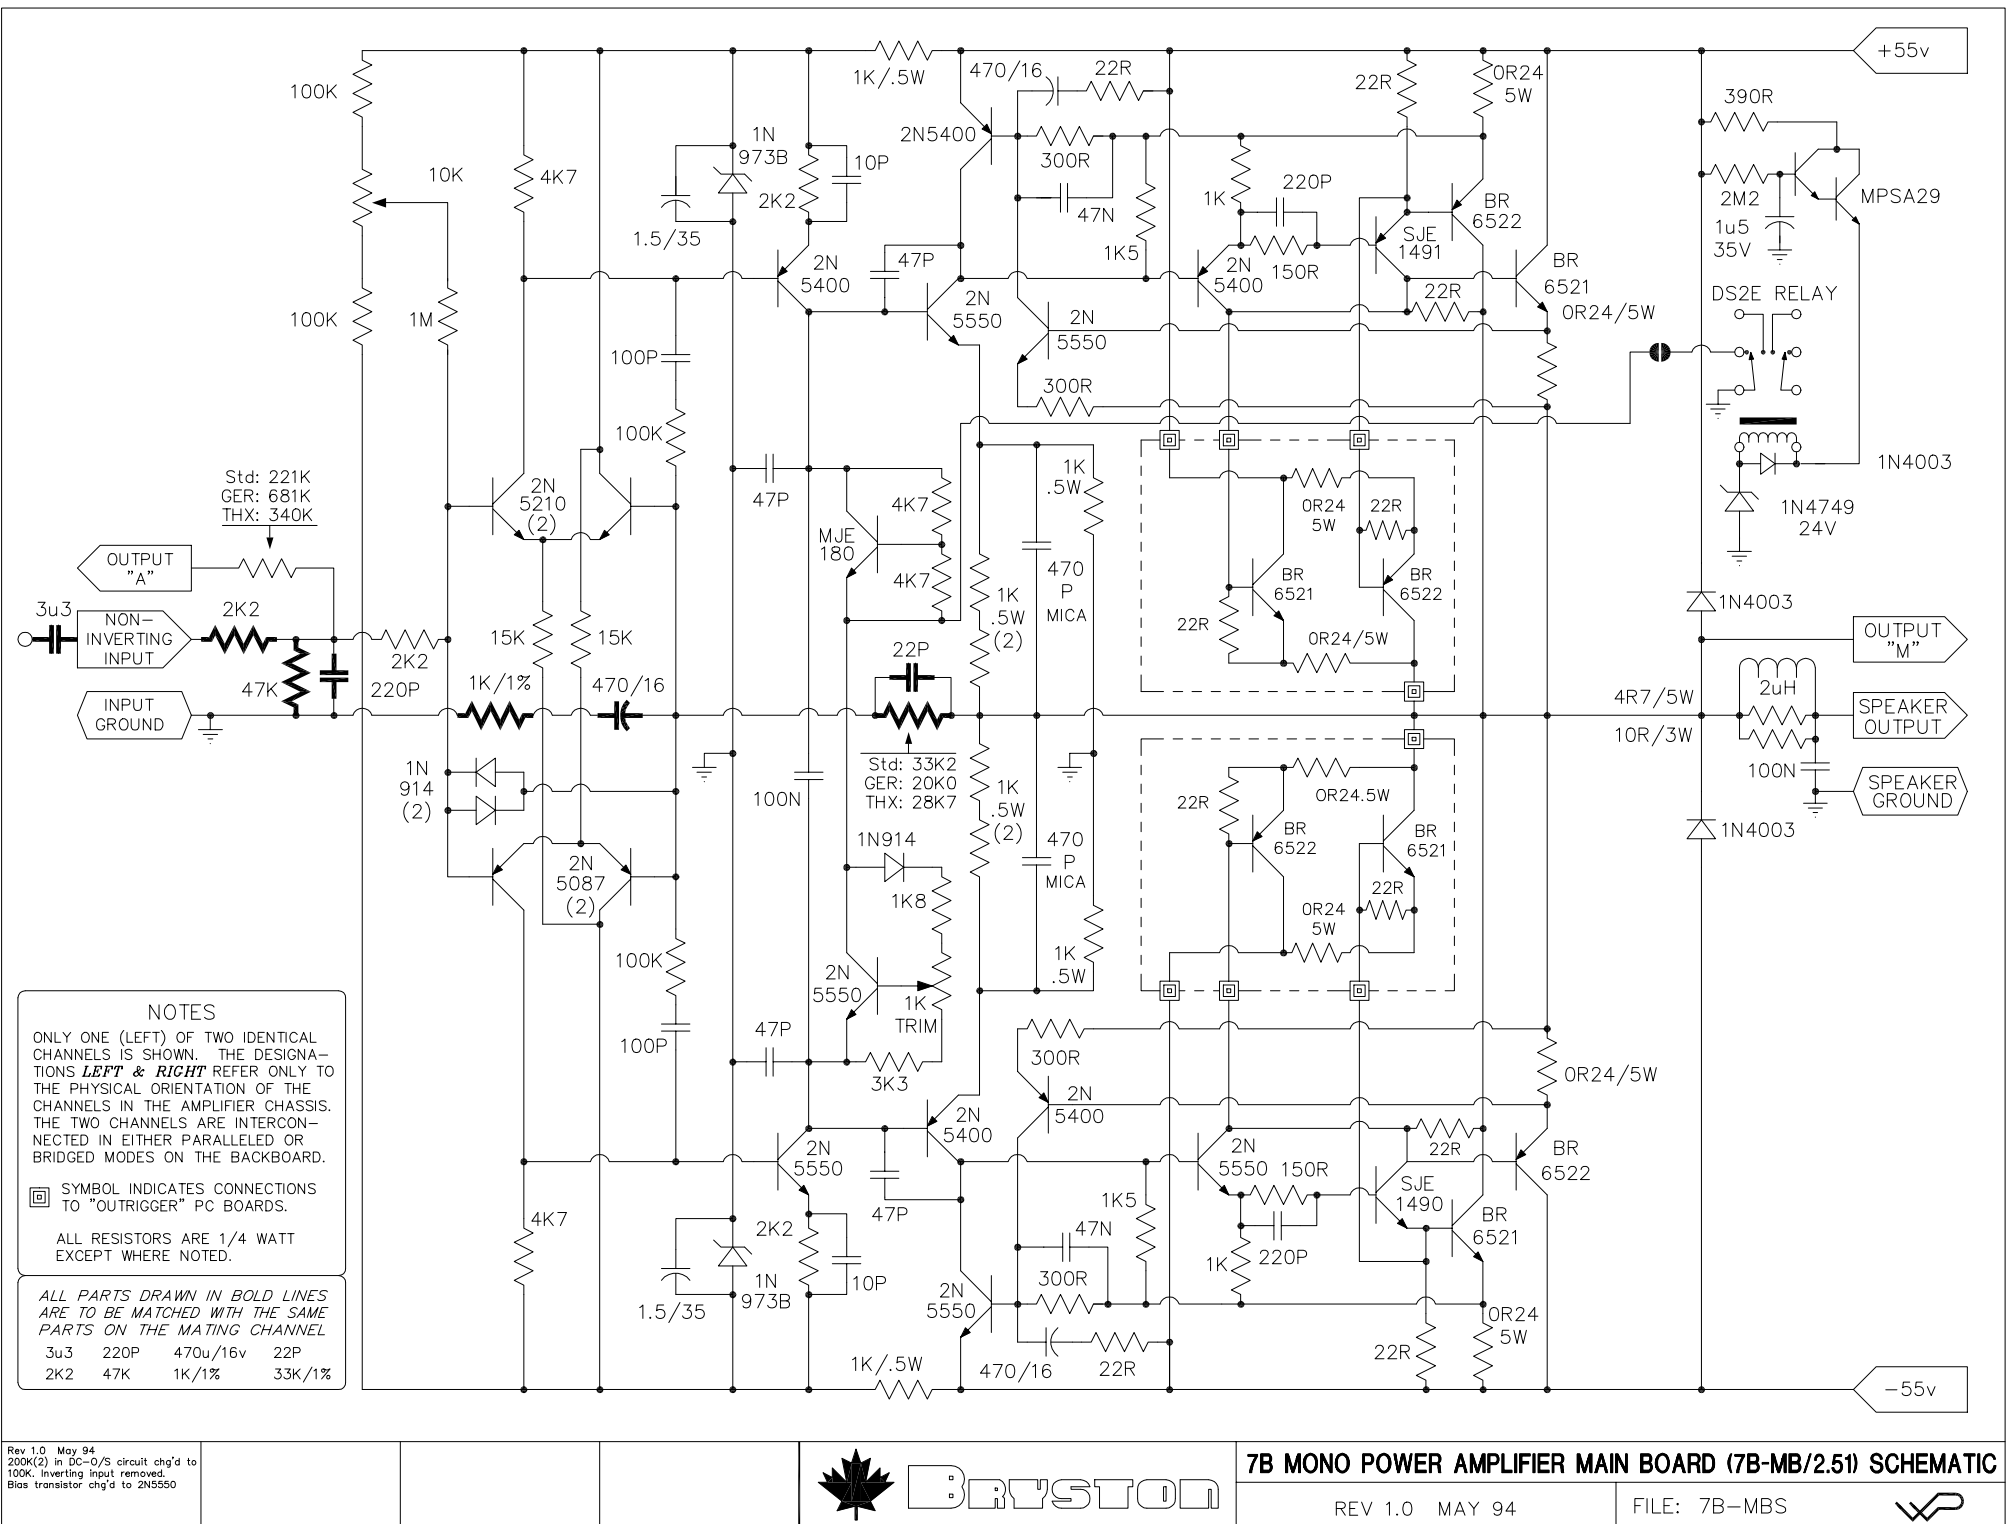 +55v
100K
1K/.5W
470/16
22R
22R
0R24
5W
390R
2N5400
300R
1N
973B
10P
10K
4K7
2K2
1K
220P
47N
BR
6522
2M2
MPSA29
1u5
35V
1.5/35
SJE
1491
2N
5400
47P
1K5
2N
5400
150R
BR
6521
DS2E RELAY
22R
0R24/5W
100K
1M
2N
5550
2N
5550
100P
300R
100K
1N4003
Std: 221K
GER: 681K
THX: 340K
2N
5210
(2)
47P
4K7
1K
.5W
0R24
5W
22R
1N4749
24V
MJE
180
OUTPUT
"A"
4K7
470
P
MICA
1K
.5W
(2)
BR
6521
BR
6522
3u3
NON-
INVERTING
INPUT
2K2
15K
15K
22R
0R24/5W
1N4003
OUTPUT
"M"
2K2
22P
47K
220P
1K/1%
470/16
4R7/5W
2uH
INPUT
GROUND
SPEAKER
OUTPUT
10R/3W
Std: 33K2
GER: 20K0
THX: 28K7
1N
914
(2)
100N
1K
.5W
(2)
22R
0R24.5W
100N
SPEAKER
GROUND
1N914
470
P
MICA
BR
6522
BR
6521
1N4003
2N
5087
(2)
1K8
22R
0R24
5W
100K
2N
5550
1K
TRIM
1K
.5W
47P
100P
3K3
300R
0R24/5W
2N
5400
2N
5400
2N
5550
2N
5550
150R
22R
BR
6522
SJE
1490
4K7
2K2
47P
1K5
47N
220P
BR
6521
1K
1N
973B
10P
300R
1.5/35
2N
5550
0R24
5W
1K/.5W
470/16
22R
22R
-55v
NOTES
ONLY ONE (LEFT) OF TWO IDENTICAL
CHANNELS IS SHOWN. THE DESIGNA-
TIONS LEFT & RIGHT REFER ONLY TO
THE PHYSICAL ORIENTATION OF THE
CHANNELS IN THE AMPLIFIER CHASSIS.
THE TWO CHANNELS ARE INTERCON-
NECTED IN EITHER PARALLELED OR
BRIDGED MODES ON THE BACKBOARD.
SYMBOL INDICATES CONNECTIONS
TO "OUTRIGGER" PC BOARDS.
ALL RESISTORS ARE 1/4 WATT
EXCEPT WHERE NOTED.
ALL PARTS DRAWN IN BOLD LINES
ARE TO BE MATCHED WITH THE SAME
PARTS ON THE MATING CHANNEL
3u3 220P 470u/16v 22P
2K2 47K 1K/1% 33K/1%
Rev 1.0 May 94
200K(2) in DC-O/S circuit chg'd to
100K. Inverting input removed.
Bias transistor chg'd to 2N5550
BRYSTON
7B MONO POWER AMPLIFIER MAIN BOARD (7B-MB/2.51) SCHEMATIC
REV 1.0 MAY 94
FILE: 7B-MBS